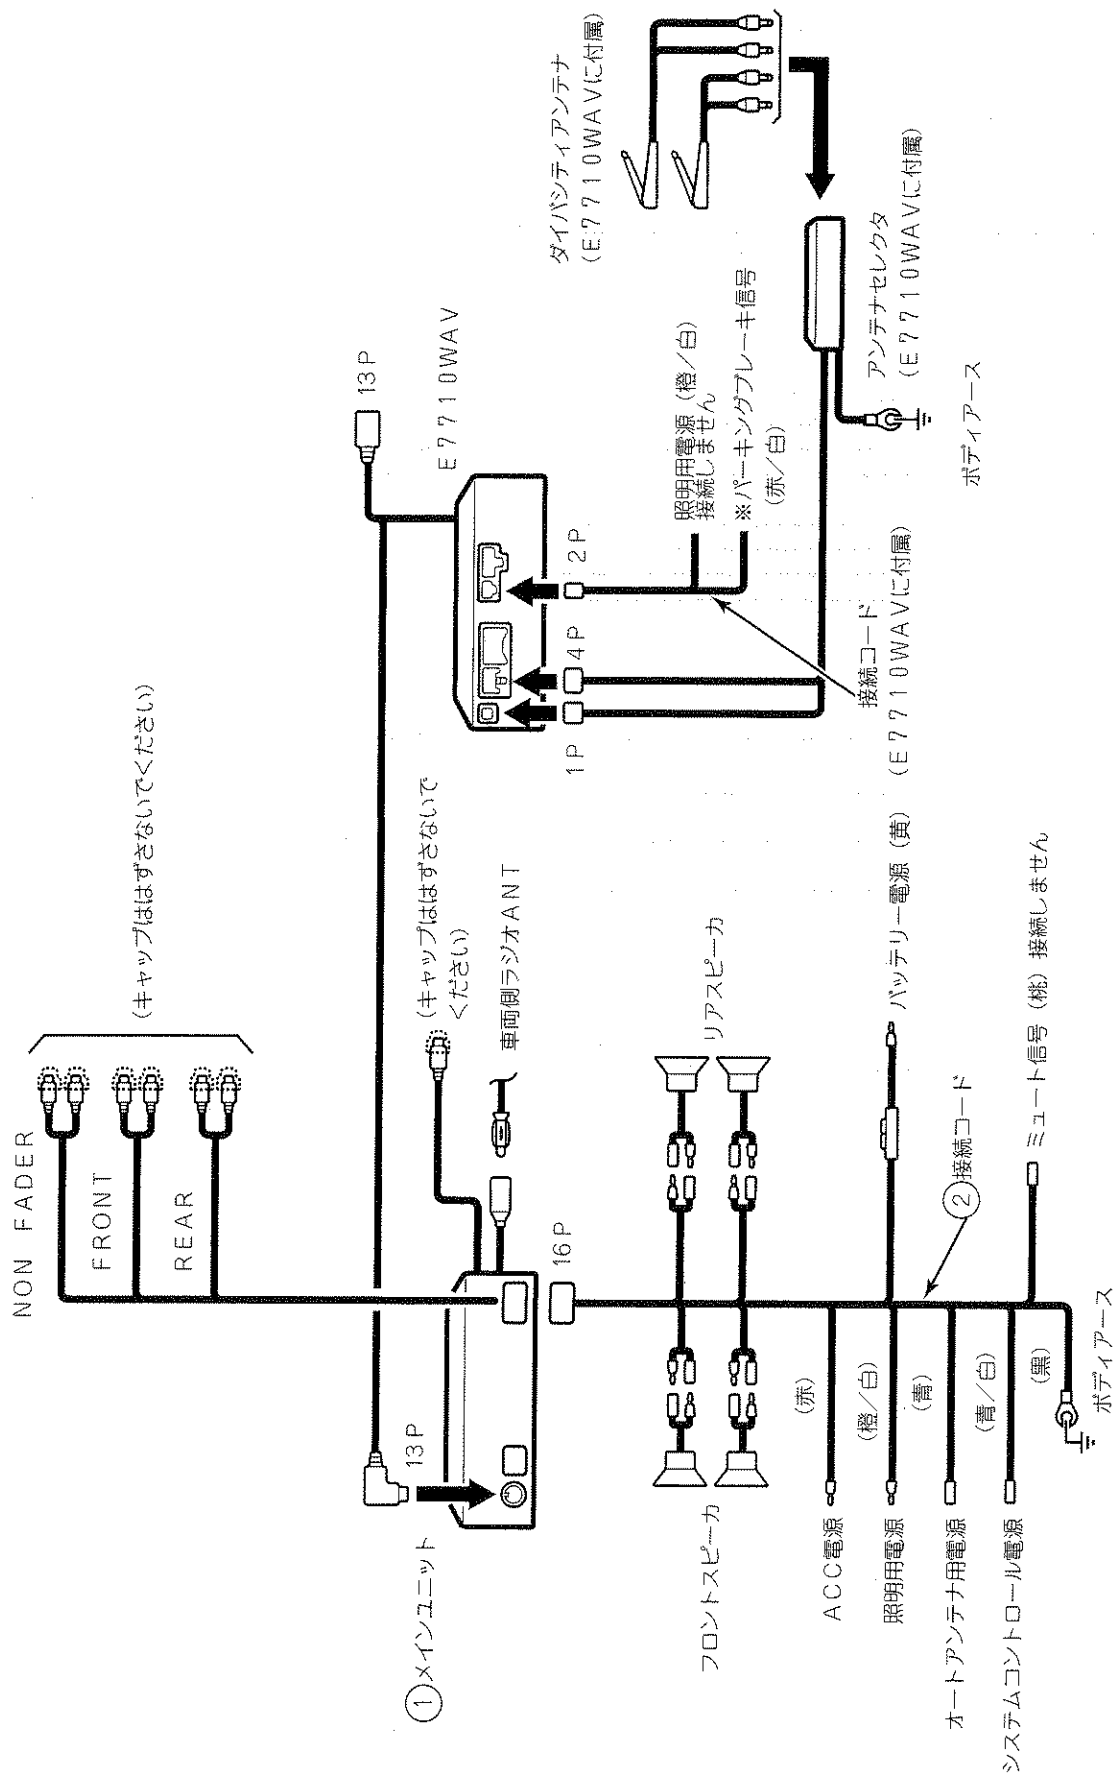 NON FADER
FRONT
REAR
(キャップははずさないでください)
13P
①メインユニット
13P
E7710WAV
(キャップははずさないで
ください)
車両側ラジオANT
16P
1P
4P
2P
照明用電源（橙／白）
接続しません
※パーキングブレーキ信号
（赤／白）
接続コード
(E7710WAVに付属)
ダイバシティアンテナ
(E7710WAVに付属)
アンテナセレクタ
(E7710WAVに付属)
ボディアース
フロントスピーカ
リアスピーカ
ACC電源
（赤）
照明用電源
（橙／白）
バッテリー電源（黄）
オートアンテナ用電源
（青）
②接続コード
システムコントロール電源
（青／白）
ミュート信号（桃）接続しません
（黒）
ボディアース